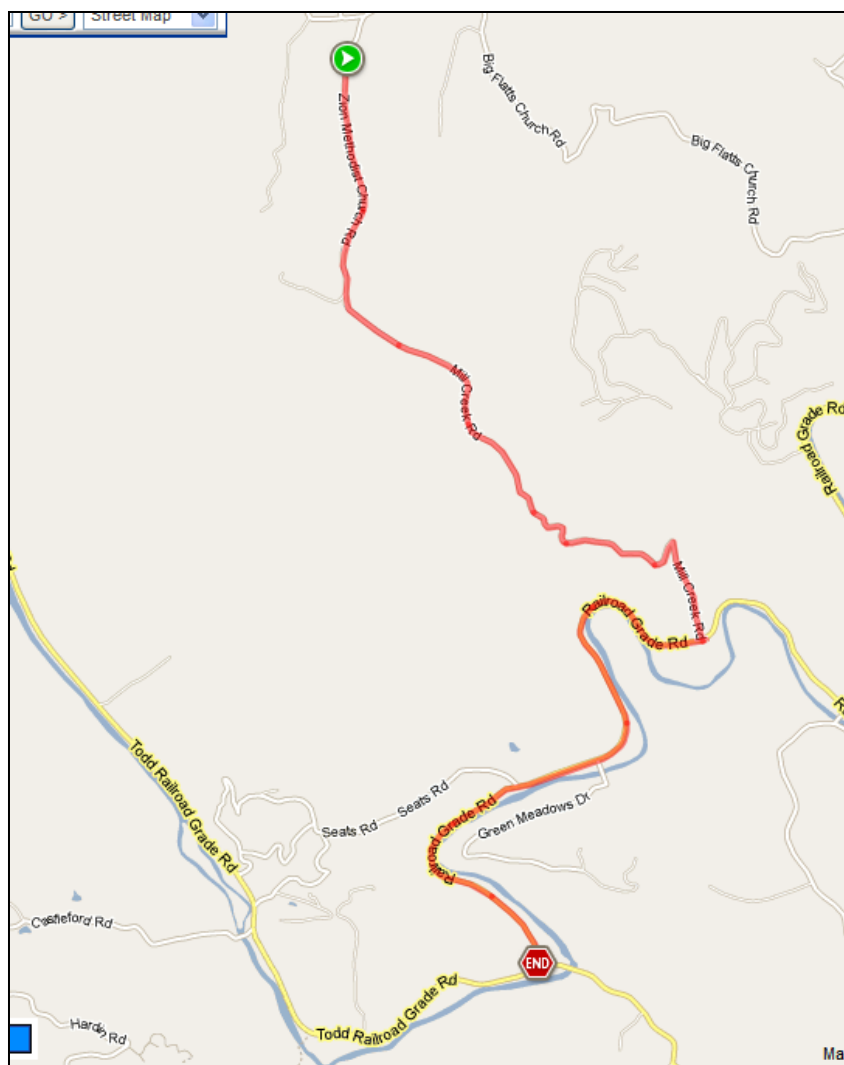 GO >
Street Map
Big Flatts Church Rd
Big Flatts
Church Rd
Zion Methodist Church Rd
Mill Creek Rd
Railroad Grade Rd
Mill Creek Rd
Railroad Grade Rd
Todd Railroad Grade Rd
Seats Rd
Seats Rd
Railroad Grade Rd
Railroad
Green Meadows Dr
END
Castleford Rd
Todd Railroad Grade Rd
Hardin Rd
Ma